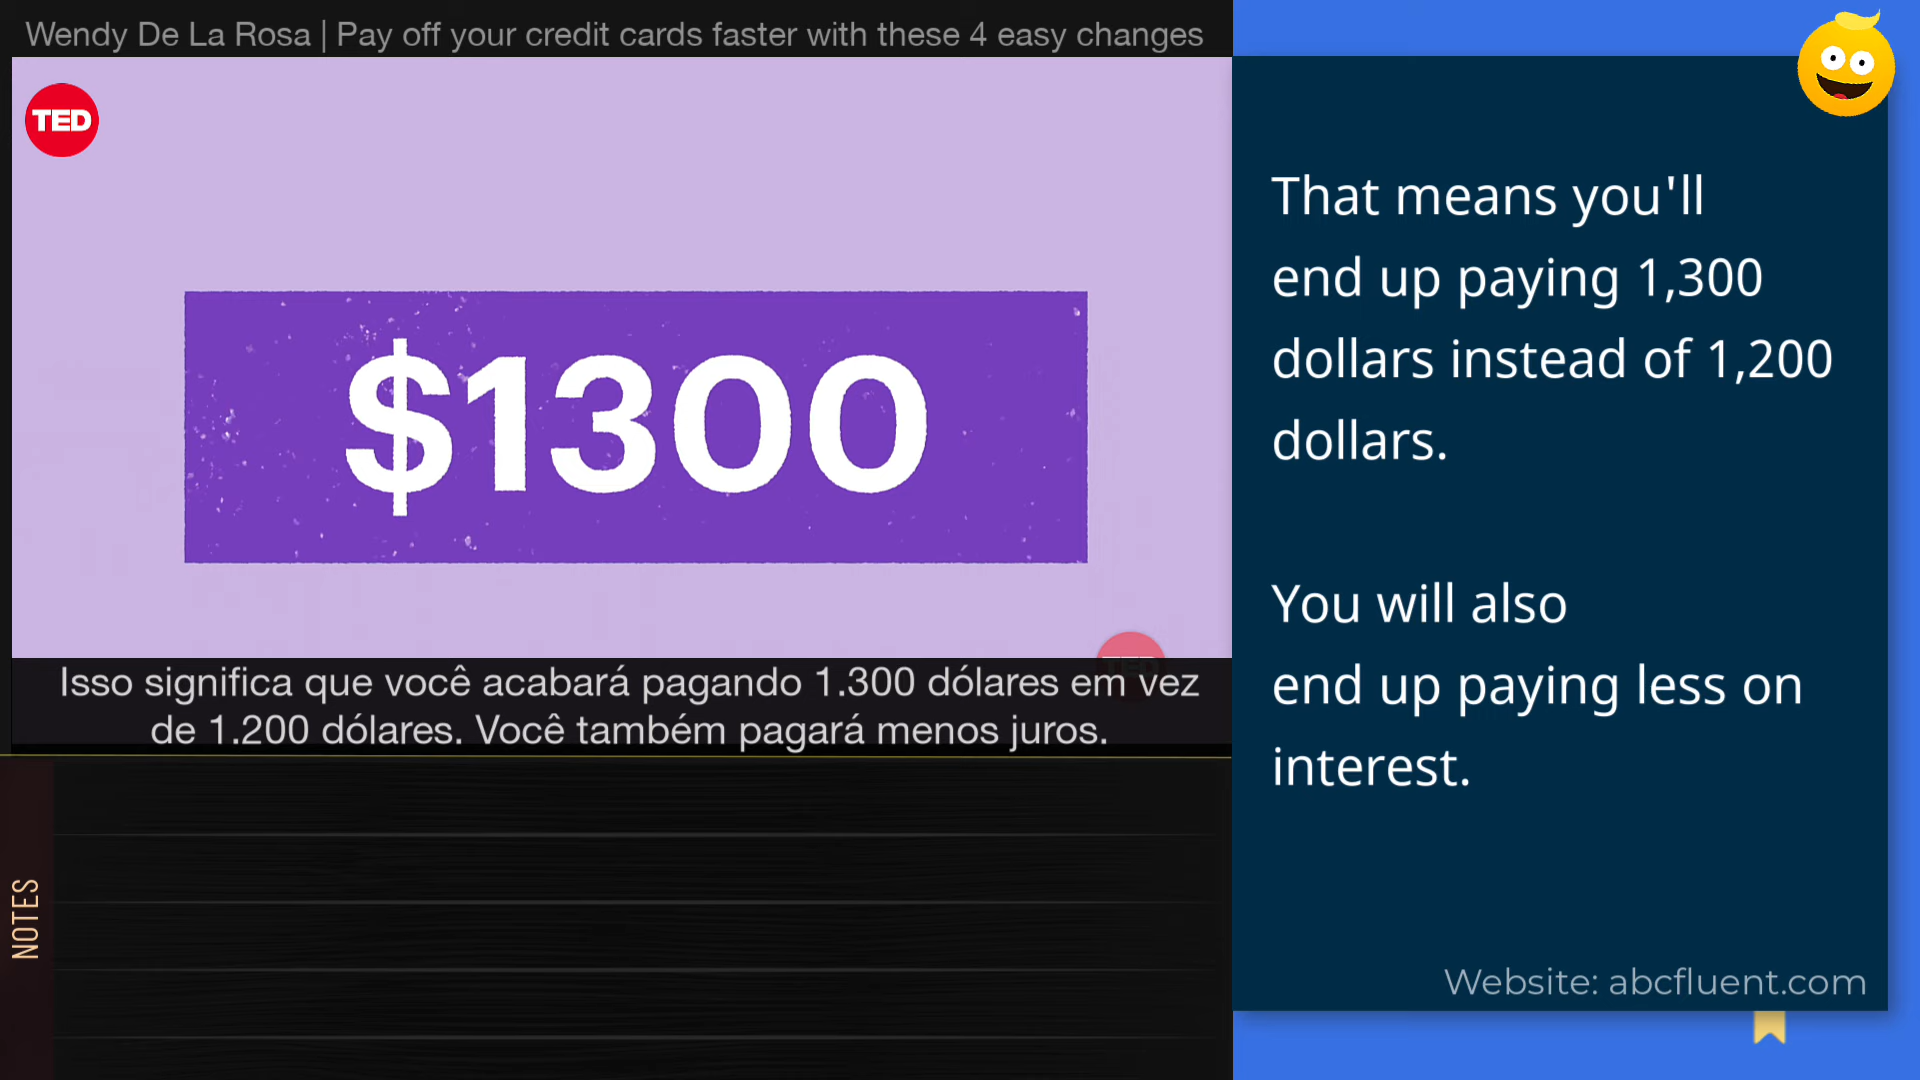 Wendy De La Rosa | Pay off your credit cards faster with these 4 easy changes
TED
$1300
TED
Isso significa que você acabará pagando 1.300 dólares em vez
de 1.200 dólares. Você também pagará menos juros.
NOTES
That means you'll
end up paying 1,300
dollars instead of 1,200
dollars.
You will also
end up paying less on
interest.
Website: abcfluent.com